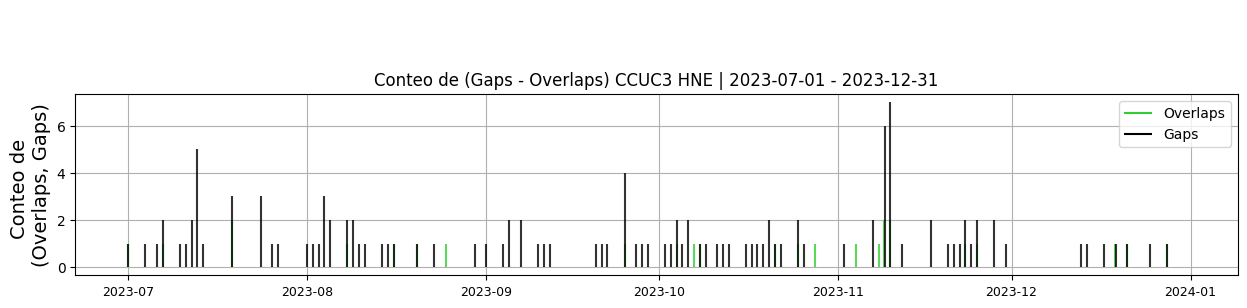 Conteo de (Gaps - Overlaps) CCUC3 HNE | 2023-07-01 - 2023-12-31
Conteo de
(Overlaps, Gaps)
6
4
2
0
Overlaps
Gaps
2023-07
2023-08
2023-09
2023-10
2023-11
2023-12
2024-01